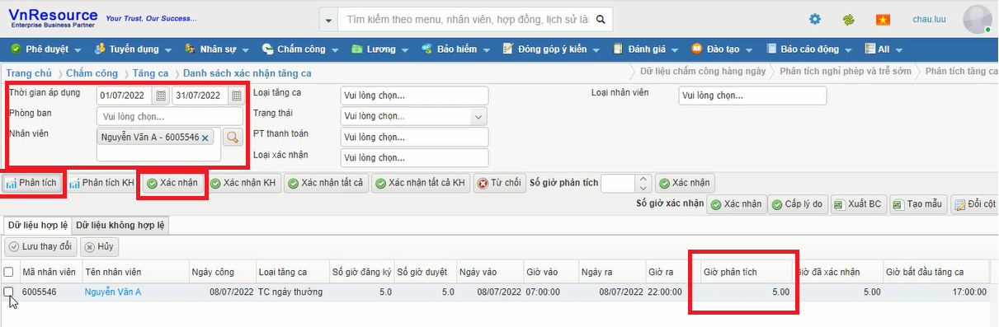 VnResource
Enterprise Business Partner
Your Trust, Our Success...
Tìm kiếm theo menu, nhân viên, hợp đồng, lịch sử làm
chau.luu
Phê duyệt Tuyển dụng Nhân sự Chấm công Lương Bảo hiểm Đóng góp ý kiến Đánh giá Đào tạo Báo cáo động All
Trang chủ Chấm công Tăng ca Danh sách xác nhận tăng ca
Dữ liệu chấm công hàng ngày Phân tích nghỉ phép và trễ sớm Phân tích tăng ca
Thời gian áp dụng 01/07/2022 31/07/2022 Loại tăng ca Vui lòng chọn... Loại nhân viên Vui lòng chọn...
Phòng ban Vui lòng chọn... Trạng thái Vui lòng chọn...
Nhân viên Nguyễn Văn A - 6005546 PT thanh toán Vui lòng chọn...
Loại xác nhận Vui lòng chọn...
Phân tích Phân tích KH Xác nhận Xác nhận KH Xác nhận tất cả Xác nhận tất cả KH Từ chối Số giờ phân tích Xác nhận
Số giờ xác nhận Xác nhận Cấp lý do Xuất BC Tạo mẫu Đổi cột
Dữ liệu hợp lệ Dữ liệu không hợp lệ
Lưu thay đổi Hủy
Mã nhân viên Tên nhân viên Ngày công Loại tăng ca Số giờ đăng ký Số giờ duyệt Ngày vào Giờ vào Ngày ra Giờ ra Giờ phân tích Giờ đã xác nhận Giờ bắt đầu tăng ca
6005546 Nguyễn Văn A 08/07/2022 TC ngày thường 5.0 5.0 08/07/2022 07:00:00 08/07/2022 22:00:00 5.00 5.00 17:00:00